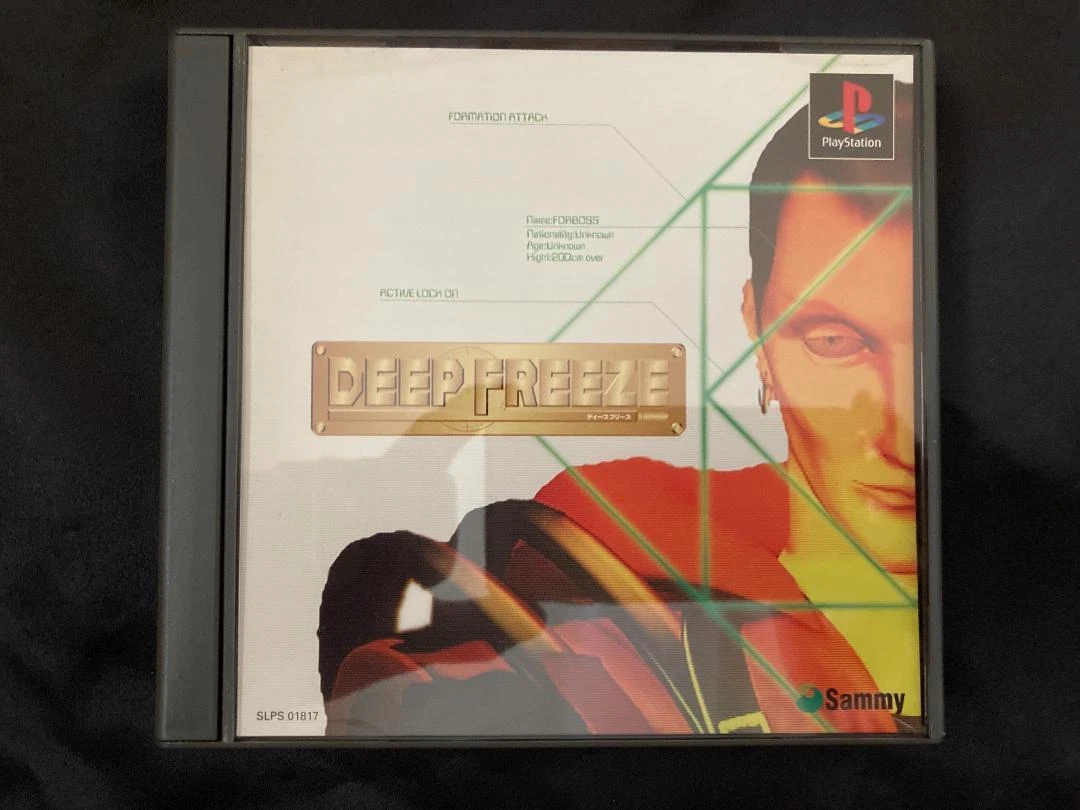 PlayStation
FORMATION ATTACK
Name:FORBOSS
Nationality:Unknown
Age:Unknown
Hight:200cm over
ACTIVE LOCK ON
DEEP FREEZE
ディープフリーズ
Sammy
SLPS 01817